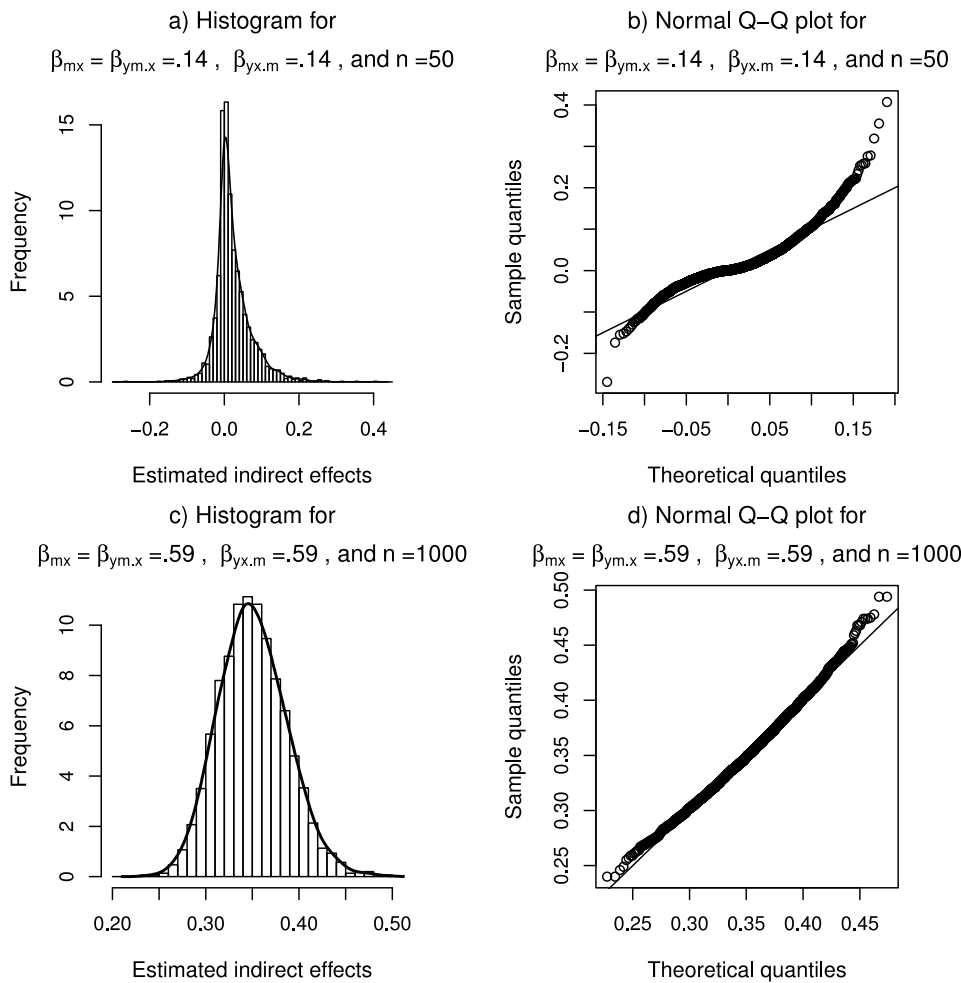 a) Histogram for
βmx = βym.x =.14 , βyx.m =.14 , and n =50
Frequency
0 5 10 15
−0.2 0.0 0.2 0.4
Estimated indirect effects
b) Normal Q−Q plot for
βmx = βym.x =.14 , βyx.m =.14 , and n =50
Sample quantiles
−0.2 0.0 0.2 0.4
−0.15 −0.05 0.05 0.15
Theoretical quantiles
c) Histogram for
βmx = βym.x =.59 , βyx.m =.59 , and n =1000
Frequency
0 2 4 6 8 10
0.20 0.30 0.40 0.50
Estimated indirect effects
d) Normal Q−Q plot for
βmx = βym.x =.59 , βyx.m =.59 , and n =1000
Sample quantiles
0.25 0.30 0.35 0.40 0.45 0.50
0.25 0.30 0.35 0.40 0.45
Theoretical quantiles